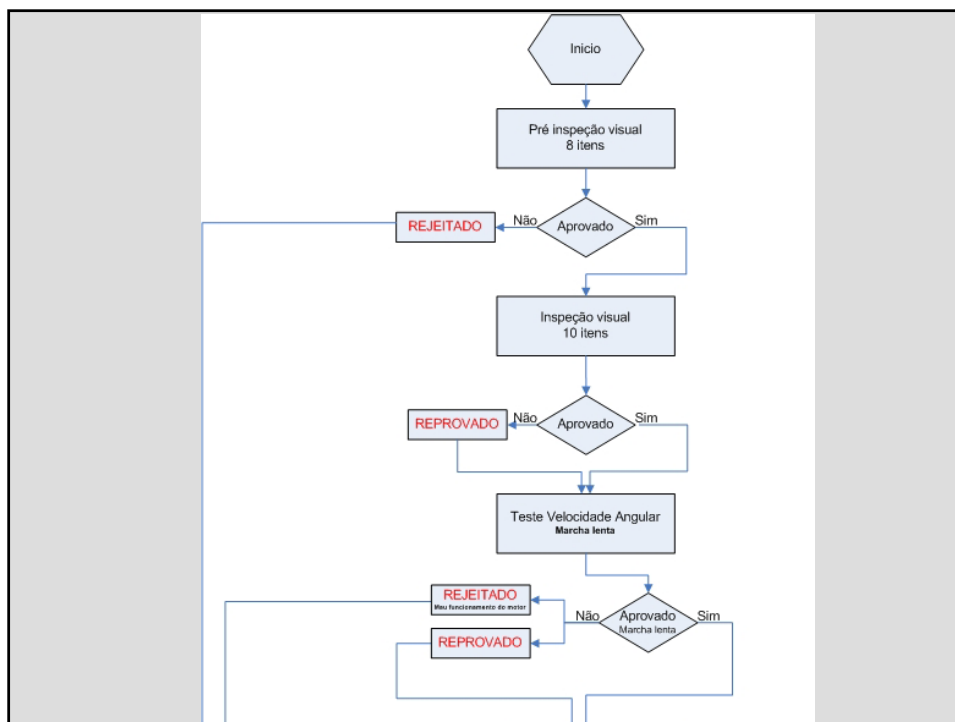 Inicio
Pré inspeção visual
8 itens
REJEITADO
Não
Aprovado
Sim
Inspeção visual
10 itens
REPROVADO
Não
Aprovado
Sim
Teste Velocidade Angular
Marcha lenta
REJEITADO
Mau funcionamento do motor
Não
Aprovado
Marcha lenta
Sim
REPROVADO